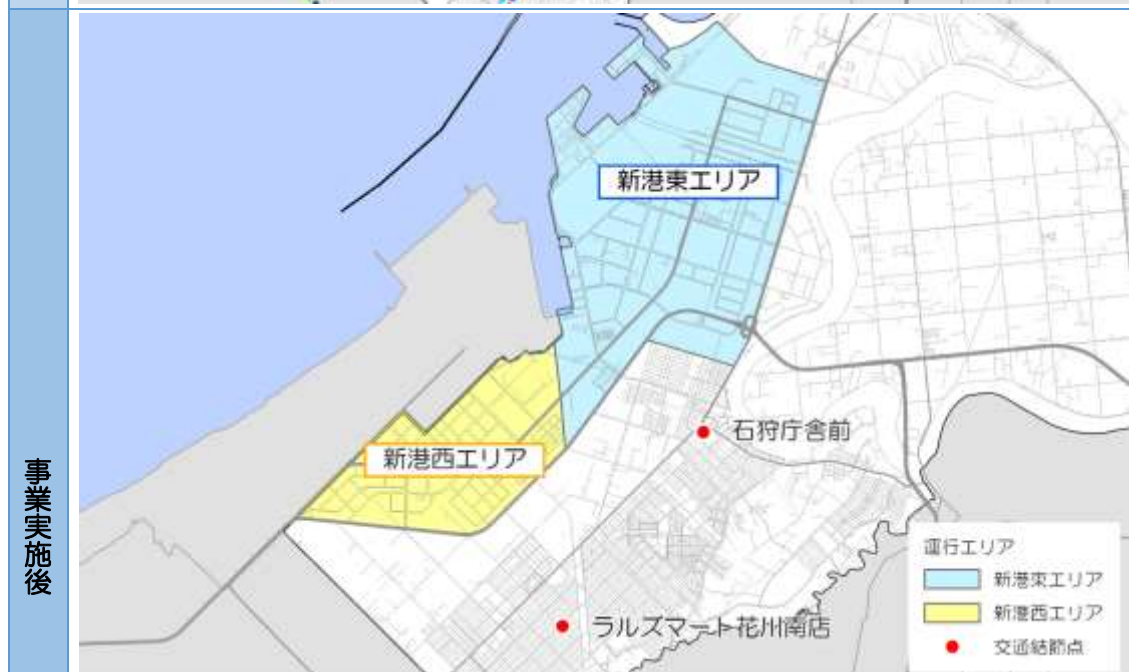 事業実施後
新港東エリア
石狩庁舎前
新港西エリア
ラルズマート花川南店
運行エリア
新港東エリア
新港西エリア
交通結節点